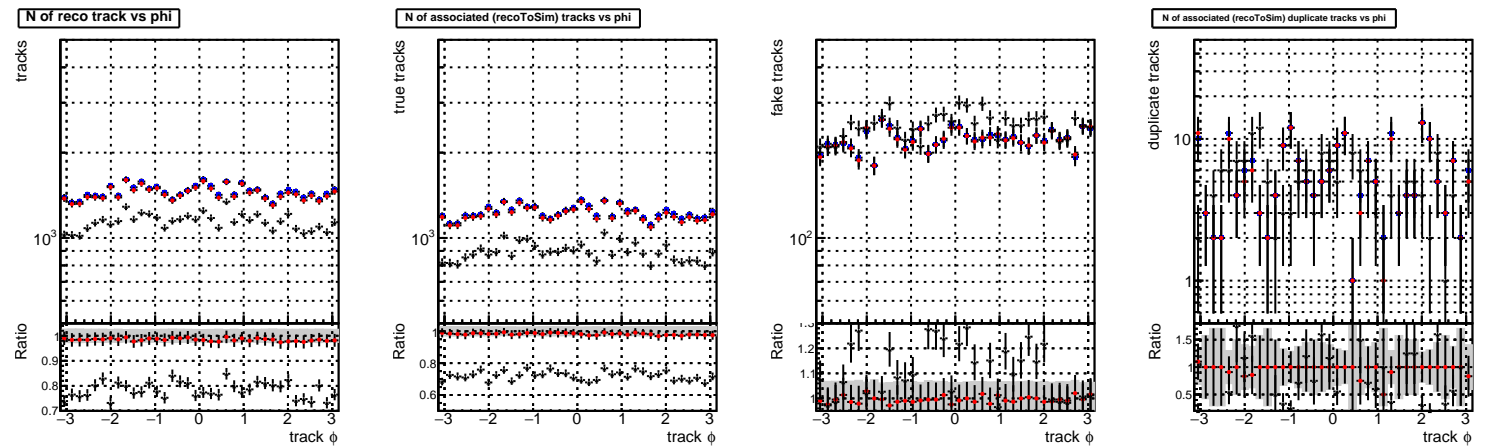 N of reco track vs phi
tracks
10³
Ratio
1
0.9
0.8
0.7
−3 −2 −1 0 1 2 3
track ϕ
N of associated (recoToSim) tracks vs phi
true tracks
10³
Ratio
1
0.8
0.6
−3 −2 −1 0 1 2 3
track ϕ
fake tracks
10²
Ratio
1.3
1.2
1.1
1
−3 −2 −1 0 1 2 3
track ϕ
N of associated (recoToSim) duplicate tracks vs phi
duplicate tracks
10
1
Ratio
1.5
1
0.5
−3 −2 −1 0 1 2 3
track ϕ